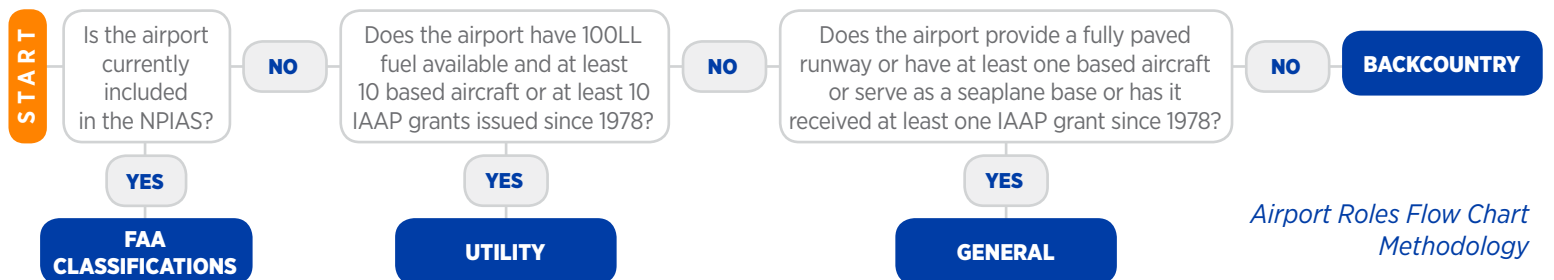 START
Is the airport
currently
included
in the NPIAS?
NO
Does the airport have 100LL
fuel available and at least
10 based aircraft or at least 10
IAAP grants issued since 1978?
NO
Does the airport provide a fully paved
runway or have at least one based aircraft
or serve as a seaplane base or has it
received at least one IAAP grant since 1978?
NO
BACKCOUNTRY
YES
YES
YES
FAA
CLASSIFICATIONS
UTILITY
GENERAL
Airport Roles Flow Chart
Methodology